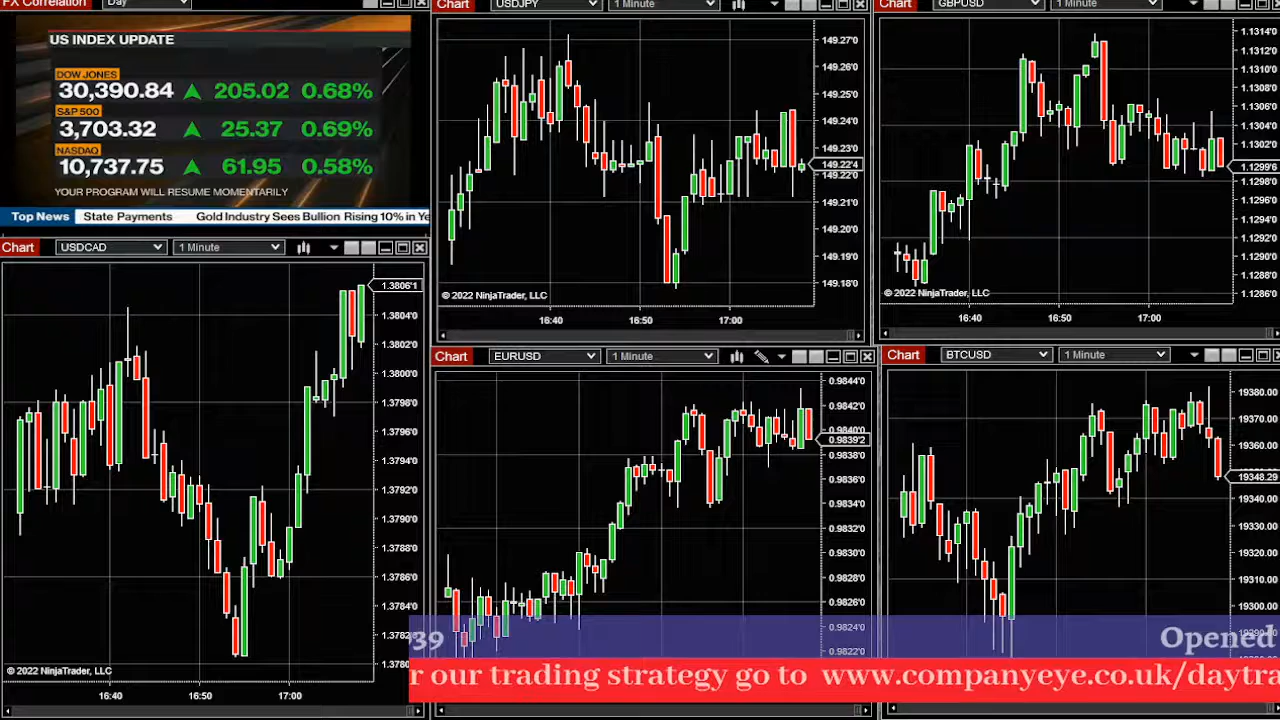 FX Correlation
Day
US INDEX UPDATE
DOW JONES
30,390.84 ▲ 205.02 0.68%
S&P 500
3,703.32 ▲ 25.37 0.69%
NASDAQ
10,737.75 ▲ 61.95 0.58%
YOUR PROGRAM WILL RESUME MOMENTARILY
Top News State Payments Gold Industry Sees Bullion Rising 10% in Ye
Chart USDJPY 1 Minute
149.27'0
149.26'0
149.25'0
149.24'0
149.23'0
149.22'4
149.22'0
149.21'0
149.20'0
149.19'0
149.18'0
© 2022 NinjaTrader, LLC
16:40 16:50 17:00
Chart GBPUSD 1 Minute
1.1314'0
1.1312'0
1.1310'0
1.1308'0
1.1306'0
1.1304'0
1.1302'0
1.1299'6
1.1298'0
1.1296'0
1.1294'0
1.1292'0
1.1290'0
1.1288'0
1.1286'0
© 2022 NinjaTrader, LLC
16:40 16:50 17:00
Chart USDCAD 1 Minute
1.3806'1
1.3804'0
1.3802'0
1.3800'0
1.3798'0
1.3796'0
1.3794'0
1.3792'0
1.3790'0
1.3788'0
1.3786'0
1.3784'0
1.3782'0
1.3780'0
© 2022 NinjaTrader, LLC
16:40 16:50 17:00
Chart EURUSD 1 Minute
0.9844'0
0.9842'0
0.9840'0
0.9839'2
0.9838'0
0.9836'0
0.9834'0
0.9832'0
0.9830'0
0.9828'0
0.9826'0
0.9824'0
0.9822'0
Chart BTCUSD 1 Minute
19380.00
19360.00
19348.29
19340.00
19330.00
19320.00
19310.00
19300.00
39 Opened
r our trading strategy go to www.companyeye.co.uk/daytra